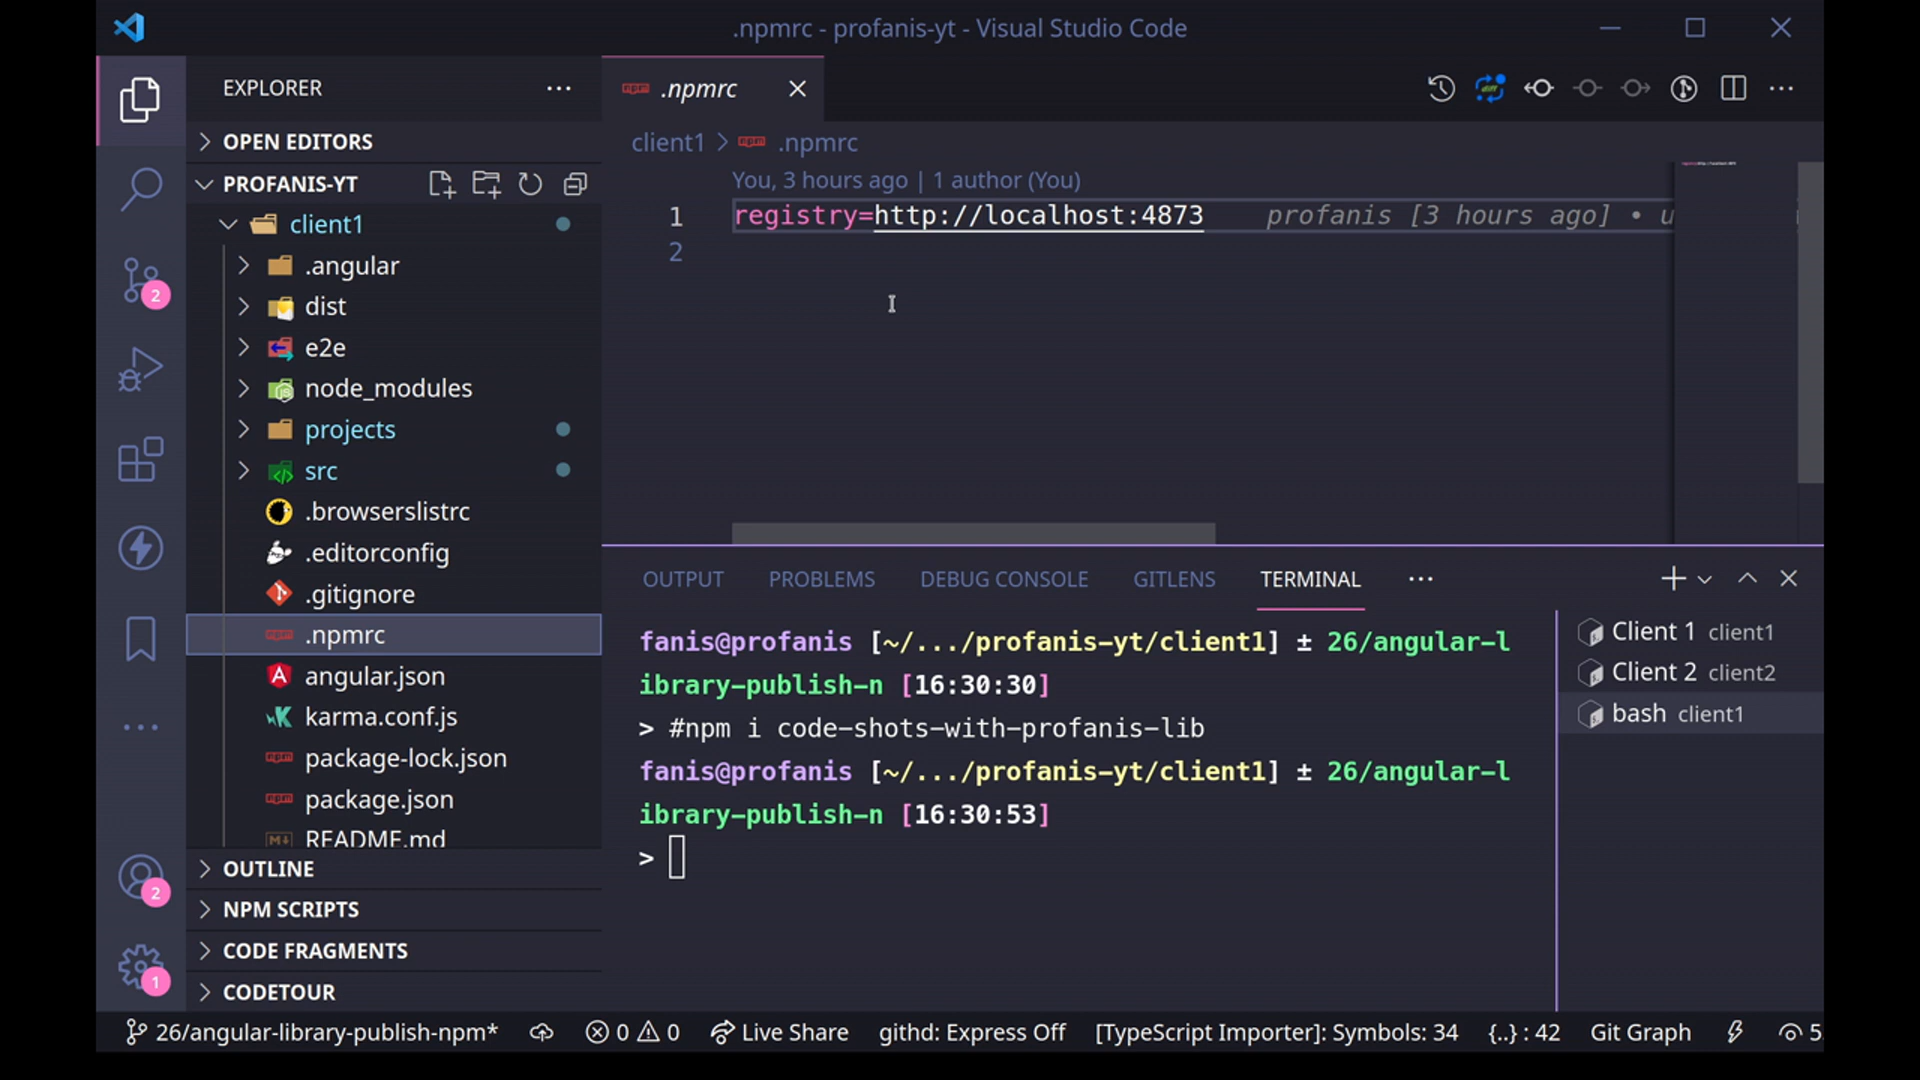 .npmrc - profanis-yt - Visual Studio Code
EXPLORER
.npmrc
OPEN EDITORS
client1 > .npmrc
PROFANIS-YT
You, 3 hours ago | 1 author (You)
client1
1 registry=http://localhost:4873 profanis [3 hours ago] • u
2
.angular
dist
e2e
node_modules
projects
src
.browserslistrc
.editorconfig
.gitignore
.npmrc
angular.json
karma.conf.js
package-lock.json
package.json
README.md
OUTLINE
NPM SCRIPTS
CODE FRAGMENTS
CODETOUR
2
2
1
OUTPUT PROBLEMS DEBUG CONSOLE GITLENS TERMINAL
fanis@profanis [~/.../profanis-yt/client1] ± 26/angular-l
ibrary-publish-n [16:30:30]
> #npm i code-shots-with-profanis-lib
fanis@profanis [~/.../profanis-yt/client1] ± 26/angular-l
ibrary-publish-n [16:30:53]
>
Client 1 client1
Client 2 client2
bash client1
26/angular-library-publish-npm* 0 0 Live Share githd: Express Off [TypeScript Importer]: Symbols: 34 {..} : 42 Git Graph 5